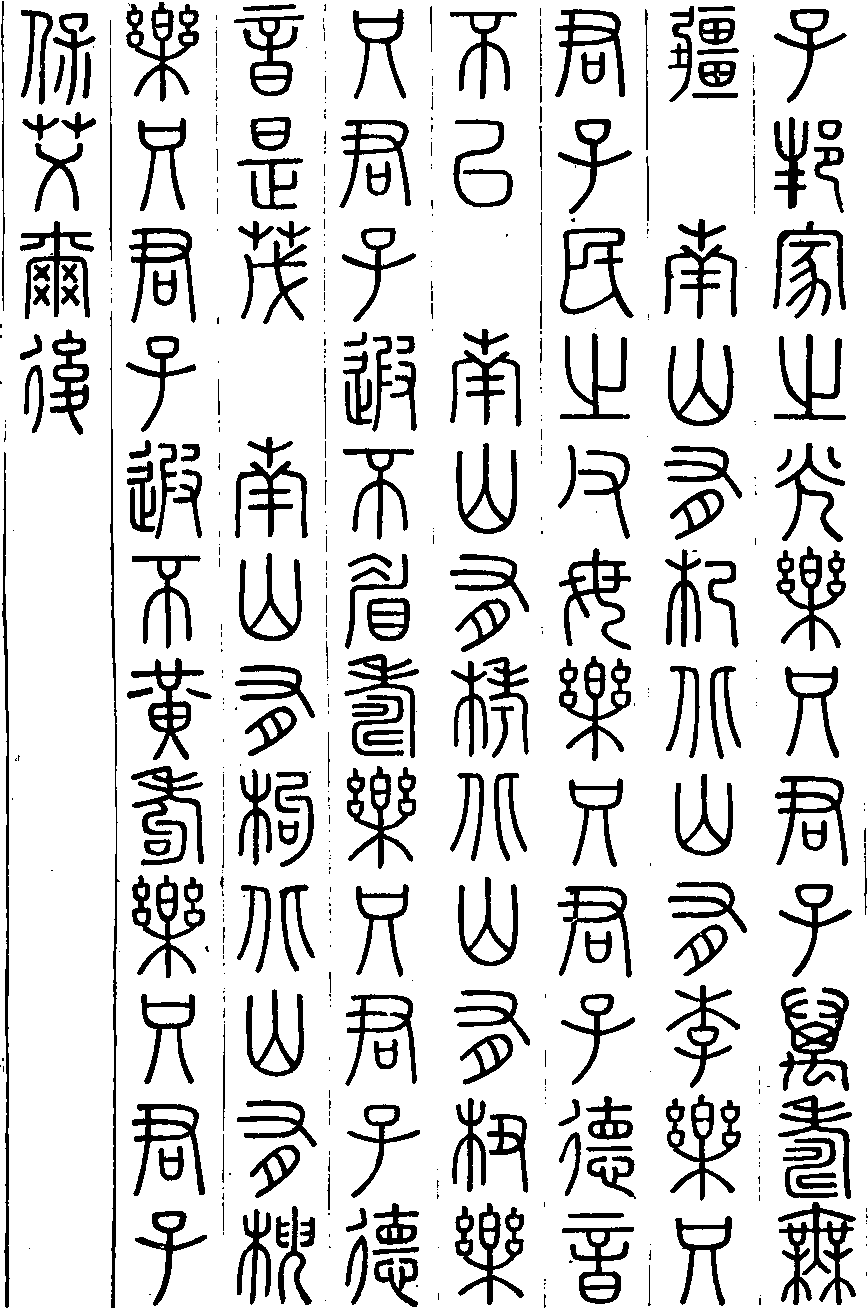 子邦家之光樂只君子萬壽無
疆　南山有杞北山有李樂只
君子民之父母樂只君子德音
不已　南山有栲北山有杻樂
只君子遐不眉壽樂只君子德
音是茂　南山有枸北山有楰
樂只君子遐不黃耇樂只君子
保艾爾後